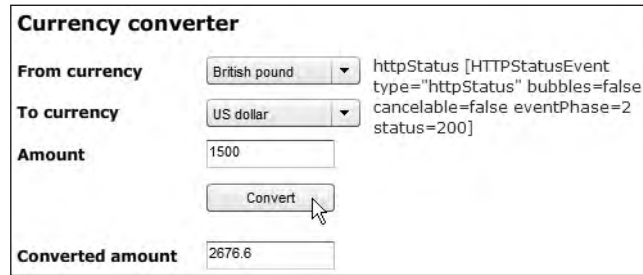 Currency converter
From currency
British pound
httpStatus [HTTPStatusEvent
type="httpStatus" bubbles=false
cancelable=false eventPhase=2
status=200]
To currency
US dollar
Amount
1500
Convert
Converted amount
2676.6